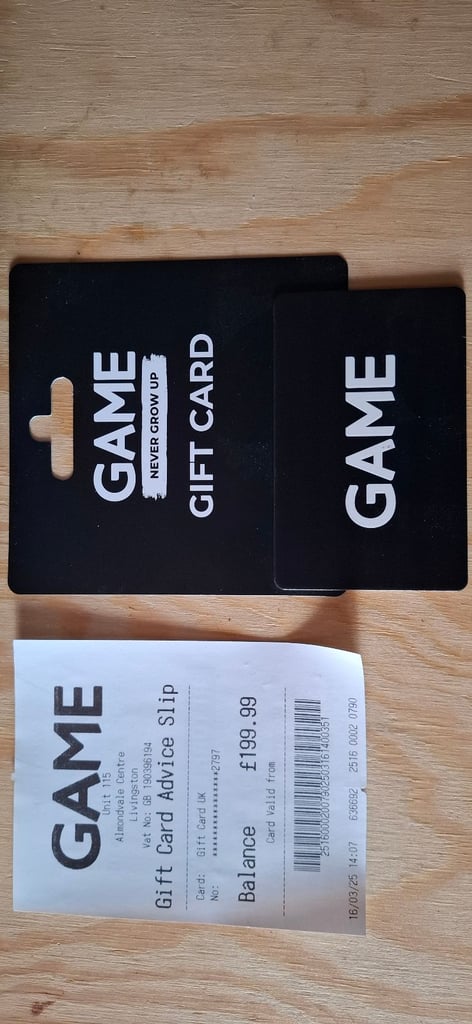 GAME
NEVER GROW UP
GIFT CARD
GAME
GAME
Unit 115
Almondvale Centre
Livingston
Vat No: GB 190396194
Gift Card Advice Slip
Card: Gift Card UK
No: ***************2797
Balance £199.99
Card Valid from
2516000200790250316140​0351
16/03/25 14:07 636692 2516 0002 0790